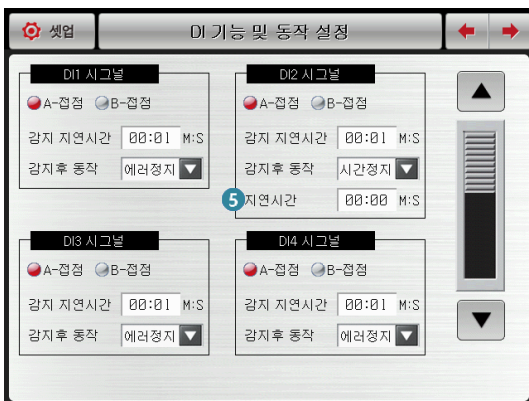 셋업
DI 기능 및 동작 설정
DI1 시그널
A-접점 B-접점
감지 지연시간 00:01 M:S
감지후 동작 에러정지
DI2 시그널
A-접점 B-접점
감지 지연시간 00:01 M:S
감지후 동작 시간정지
5 지연시간 00:00 M:S
DI3 시그널
A-접점 B-접점
감지 지연시간 00:01 M:S
감지후 동작 에러정지
DI4 시그널
A-접점 B-접점
감지 지연시간 00:01 M:S
감지후 동작 에러정지